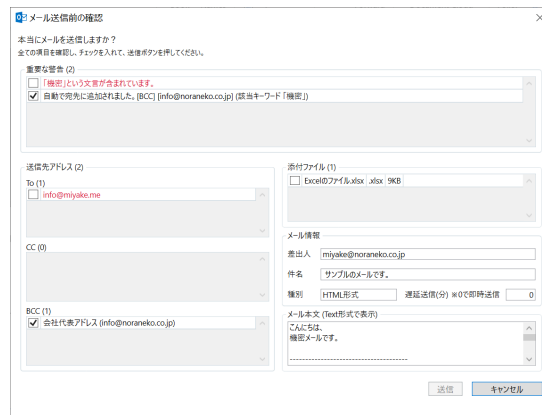 メール送信前の確認
本当にメールを送信しますか？
全ての項目を確認し、チェックを入れて、送信ボタンを押してください。
重要な警告 (2)
「機密」という文言が含まれています。
自動で宛先に追加されました。[BCC] [info@noraneko.co.jp] (該当キーワード「機密」)
送信先アドレス (2)
To (1)
info@miyake.me
CC (0)
BCC (1)
会社代表アドレス (info@noraneko.co.jp)
添付ファイル (1)
Excelのファイル.xlsx .xlsx 9KB
メール情報
差出人 miyake@noraneko.co.jp
件名 サンプルのメールです。
種別 HTML形式 遅延送信(分) ※0で即時送信 0
メール本文 (Text形式で表示)
こんにちは、
機密メールです。
----------------------------------------
送信 キャンセル